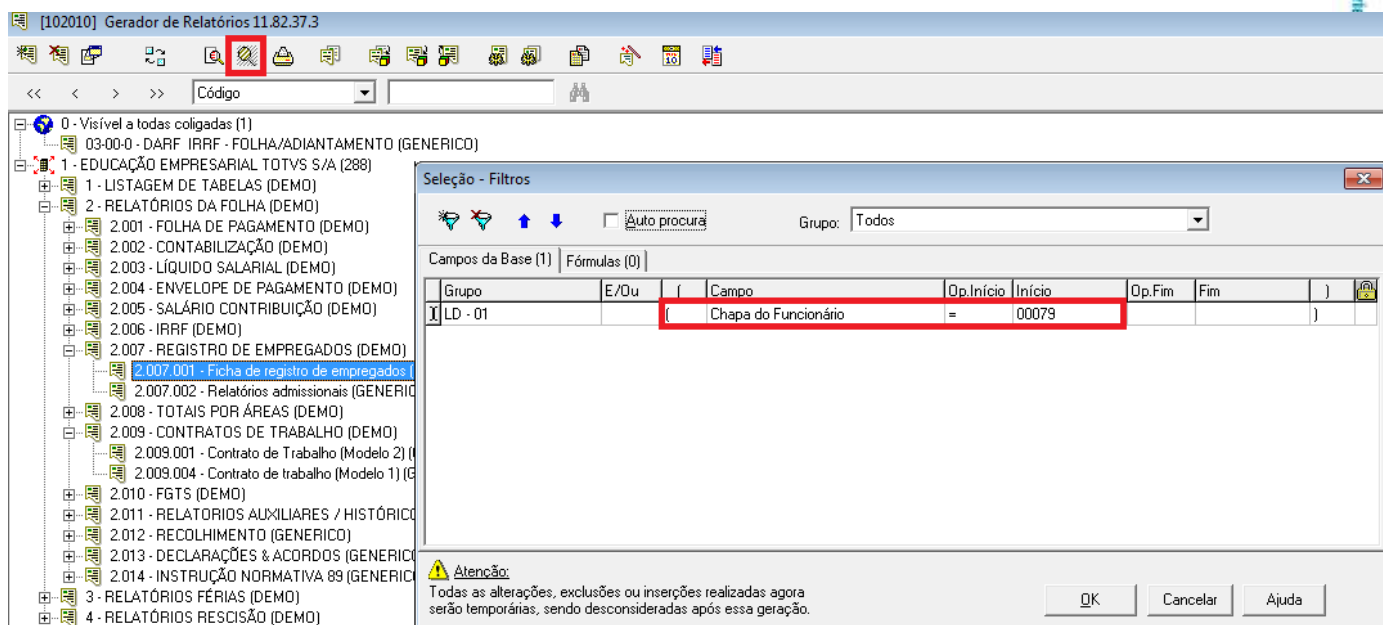 [102010] Gerador de Relatórios 11.82.37.3
<< < > >> Código
0 - Visível a todas coligadas (1)
03-00-0 - DARF IRRF - FOLHA/ADIANTAMENTO (GENERICO)
1 - EDUCAÇÃO EMPRESARIAL TOTVS S/A (288)
1 - LISTAGEM DE TABELAS (DEMO)
2 - RELATÓRIOS DA FOLHA (DEMO)
2.001 - FOLHA DE PAGAMENTO (DEMO)
2.002 - CONTABILIZAÇÃO (DEMO)
2.003 - LÍQUIDO SALARIAL (DEMO)
2.004 - ENVELOPE DE PAGAMENTO (DEMO)
2.005 - SALÁRIO CONTRIBUIÇÃO (DEMO)
2.006 - IRRF (DEMO)
2.007 - REGISTRO DE EMPREGADOS (DEMO)
2.007.001 - Ficha de registro de empregados (
2.007.002 - Relatórios admissionais (GENERIC
2.008 - TOTAIS POR ÁREAS (DEMO)
2.009 - CONTRATOS DE TRABALHO (DEMO)
2.009.001 - Contrato de Trabalho (Modelo 2) (
2.009.004 - Contrato de trabalho (Modelo 1) (G
2.010 - FGTS (DEMO)
2.011 - RELATORIOS AUXILIARES / HISTÓRICO
2.012 - RECOLHIMENTO (GENERICO)
2.013 - DECLARAÇÕES & ACORDOS (GENERICO
2.014 - INSTRUÇÃO NORMATIVA 89 (GENERIC
3 - RELATÓRIOS FÉRIAS (DEMO)
4 - RELATÓRIOS RESCISÃO (DEMO)
Seleção - Filtros
Auto procura Grupo: Todos
Campos da Base (1) Fórmulas (0)
Grupo E/Ou ( Campo Op.Início Início Op.Fim Fim )
LD - 01 ( Chapa do Funcionário = 00079 )
Atenção:
Todas as alterações, exclusões ou inserções realizadas agora
serão temporárias, sendo desconsideradas após essa geração.
OK Cancelar Ajuda